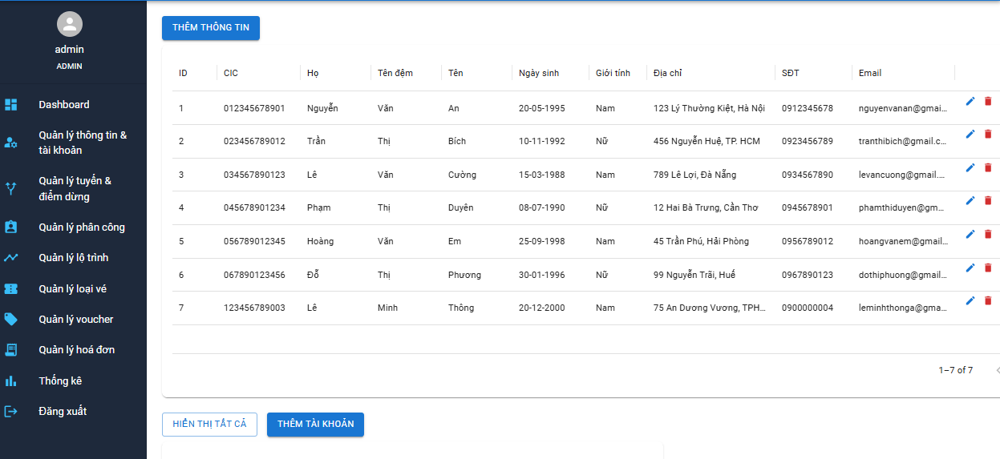 admin
ADMIN
Dashboard
Quản lý thông tin &
tài khoản
Quản lý tuyến &
điểm dừng
Quản lý phân công
Quản lý lộ trình
Quản lý loại vé
Quản lý voucher
Quản lý hoá đơn
Thống kê
Đăng xuất
THÊM THÔNG TIN
ID CIC Họ Tên đệm Tên Ngày sinh Giới tính Địa chỉ SĐT Email
1 012345678901 Nguyễn Văn An 20-05-1995 Nam 123 Lý Thường Kiệt, Hà Nội 0912345678 nguyenvanan@gmai...
2 023456789012 Trần Thị Bích 10-11-1992 Nữ 456 Nguyễn Huệ, TP. HCM 0923456789 tranthibich@gmail.c...
3 034567890123 Lê Văn Cường 15-03-1988 Nam 789 Lê Lợi, Đà Nẵng 0934567890 levancuong@gmail....
4 045678901234 Phạm Thị Duyên 08-07-1990 Nữ 12 Hai Bà Trưng, Cần Thơ 0945678901 phamthiduyen@gm...
5 056789012345 Hoàng Văn Em 25-09-1998 Nam 45 Trần Phú, Hải Phòng 0956789012 hoangvanem@gmail...
6 067890123456 Đỗ Thị Phương 30-01-1996 Nữ 99 Nguyễn Trãi, Huế 0967890123 dothiphuong@gmail...
7 123456789003 Lê Minh Thông 20-12-2000 Nam 75 An Dương Vương, TPH... 0900000004 leminhthonga@gma...
1–7 of 7
HIỂN THỊ TẤT CẢ
THÊM TÀI KHOẢN